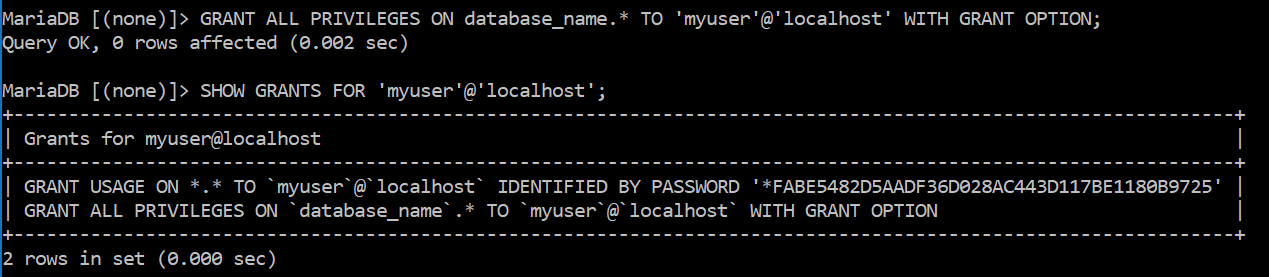 MariaDB [(none)]> GRANT ALL PRIVILEGES ON database_name.* TO 'myuser'@'localhost' WITH GRANT OPTION;
Query OK, 0 rows affected (0.002 sec)
MariaDB [(none)]> SHOW GRANTS FOR 'myuser'@'localhost';
+------------------------------------------------------------------------------------------+
| Grants for myuser@localhost |
+------------------------------------------------------------------------------------------+
| GRANT USAGE ON *.* TO `myuser`@`localhost` IDENTIFIED BY PASSWORD '*FABE5482D5AADF36D028AC443D117BE1180B9725' |
| GRANT ALL PRIVILEGES ON `database_name`.* TO `myuser`@`localhost` WITH GRANT OPTION |
+------------------------------------------------------------------------------------------+
2 rows in set (0.000 sec)